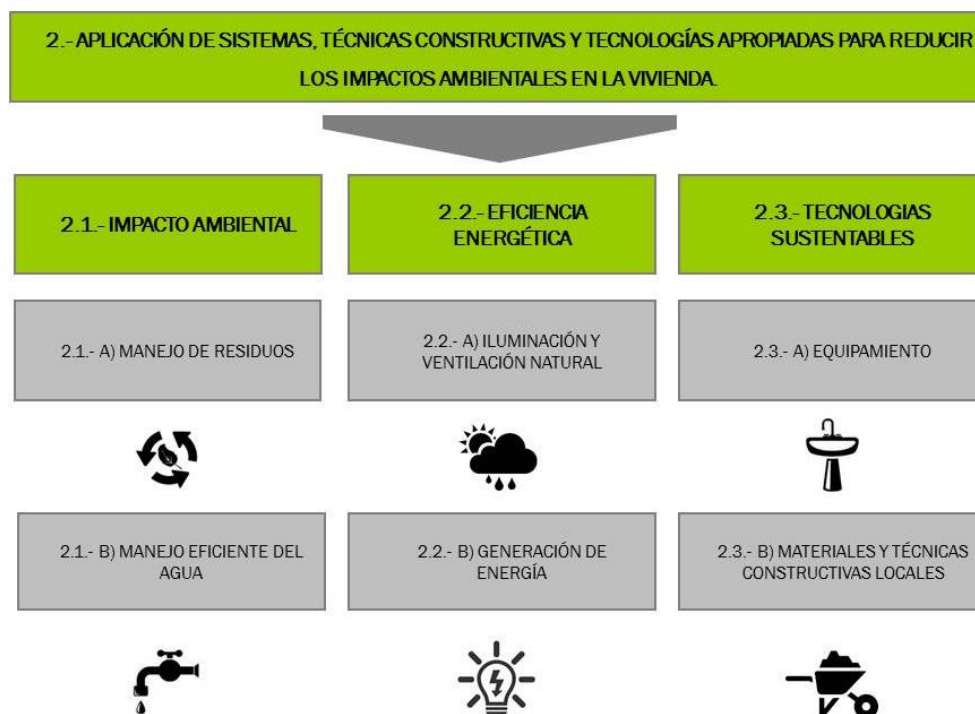 2.- APLICACIÓN DE SISTEMAS, TÉCNICAS CONSTRUCTIVAS Y TECNOLOGÍAS APROPIADAS PARA REDUCIR
LOS IMPACTOS AMBIENTALES EN LA VIVIENDA.
2.1.- IMPACTO AMBIENTAL
2.2.- EFICIENCIA
ENERGÉTICA
2.3.- TECNOLOGIAS
SUSTENTABLES
2.1.- A) MANEJO DE RESIDUOS
2.2.- A) ILUMINACIÓN Y
VENTILACIÓN NATURAL
2.3.- A) EQUIPAMIENTO
2.1.- B) MANEJO EFICIENTE DEL
AGUA
2.2.- B) GENERACIÓN DE
ENERGÍA
2.3.- B) MATERIALES Y TÉCNICAS
CONSTRUCTIVAS LOCALES